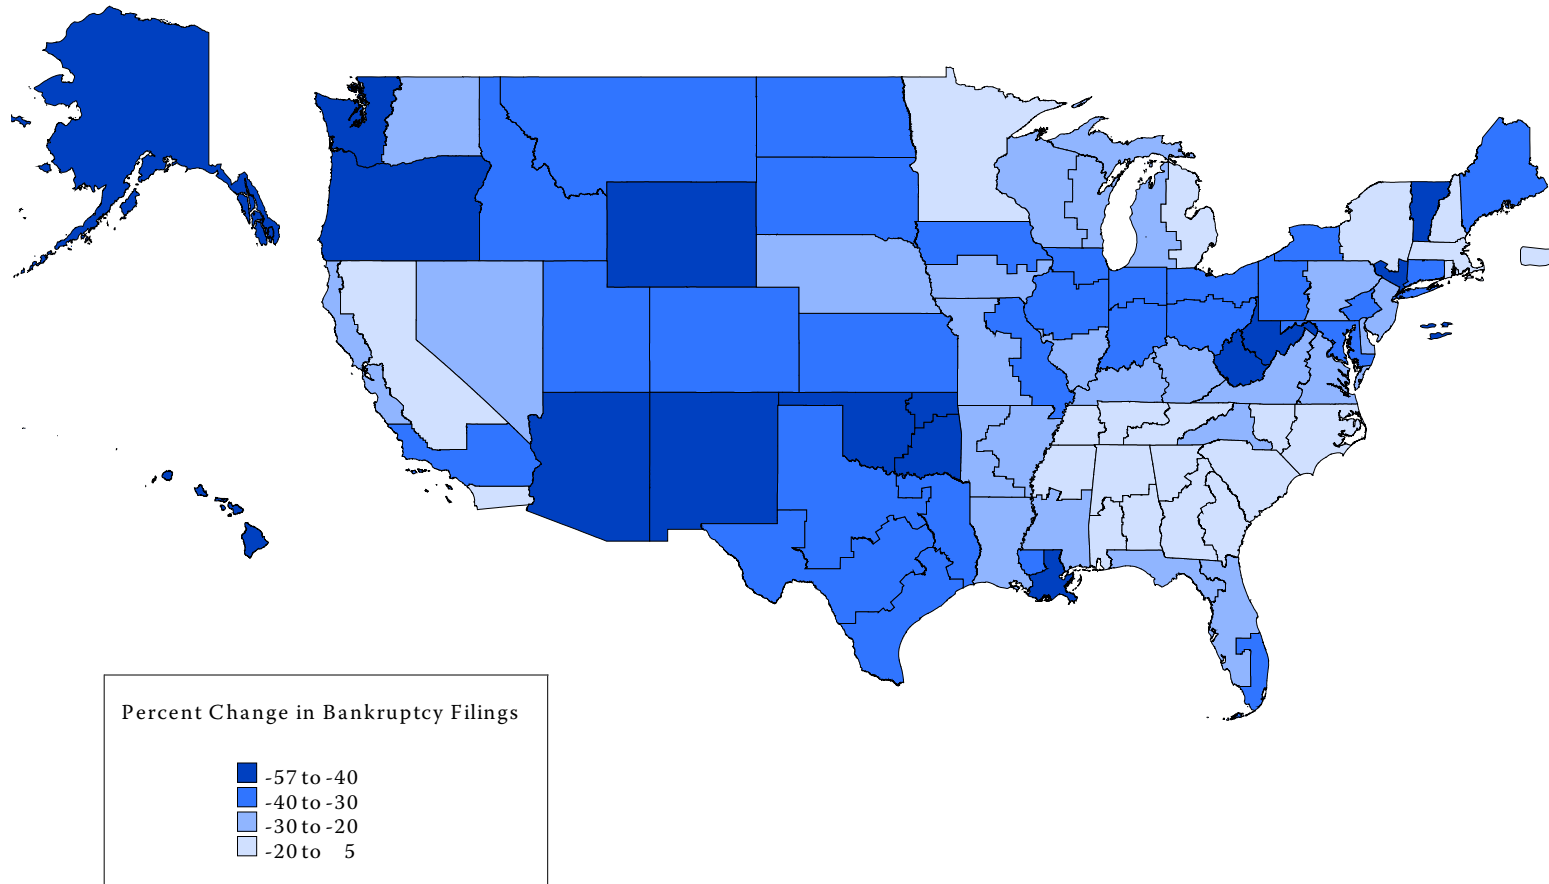 Percent Change in Bankruptcy Filings
-57 to -40
-40 to -30
-30 to -20
-20 to 5